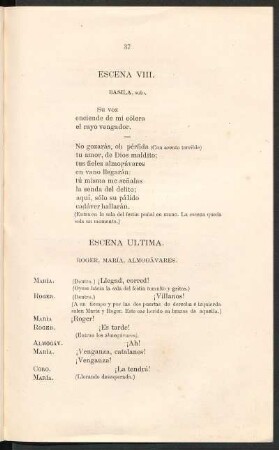 37
ESCENA VIII.
BASILA, sola.
Su voz
enciende de mi cólera
el rayo vengador.
No gozarás, oh pérfida (Con acento terrible)
tu amor, de Dios maldito;
tus fieles almogávares
en vano llegarán;
tú misma me señalas
la senda del delito;
aquí, sólo su pálido
cadáver hallarán.
(Entra en la sala del festin puñal en mano. La escena queda
sola un momento.)
ESCENA ULTIMA.
ROGER, MARÍA, ALMOGÁVARES.
MARÍA. (Dentro.) ¡Llegad, corred!
(Óyese hácia la sala del festin tumulto y gritos.)
ROGER. (Dentro.) ¡Villanos!
(A un tiempo y por las dos puertas de derecha é izquierda
salen María y Roger. Este cae herido en brazos de aquella.)
MARÍA ¡Roger!
ROGER. ¡Es tarde!
(Entran los almogávares.)
ALMOGÁV. ¡Ah!
MARÍA. ¡Venganza, catalanes!
¡Venganza!
CORO. ¡La tendrá!
MARÍA. (Llorando desesperada.)